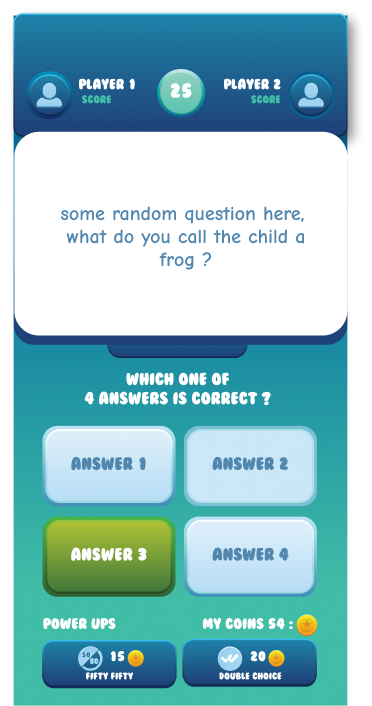 PLAYER 1
SCORE
25
PLAYER 2
SCORE
some random question here,
what do you call the child a
frog ?
WHICH ONE OF
4 ANSWERS IS CORRECT ?
ANSWER 1
ANSWER 2
ANSWER 3
ANSWER 4
POWER UPS
MY COINS 54 :
50/50
15
FIFTY FIFTY
20
DOUBLE CHOICE